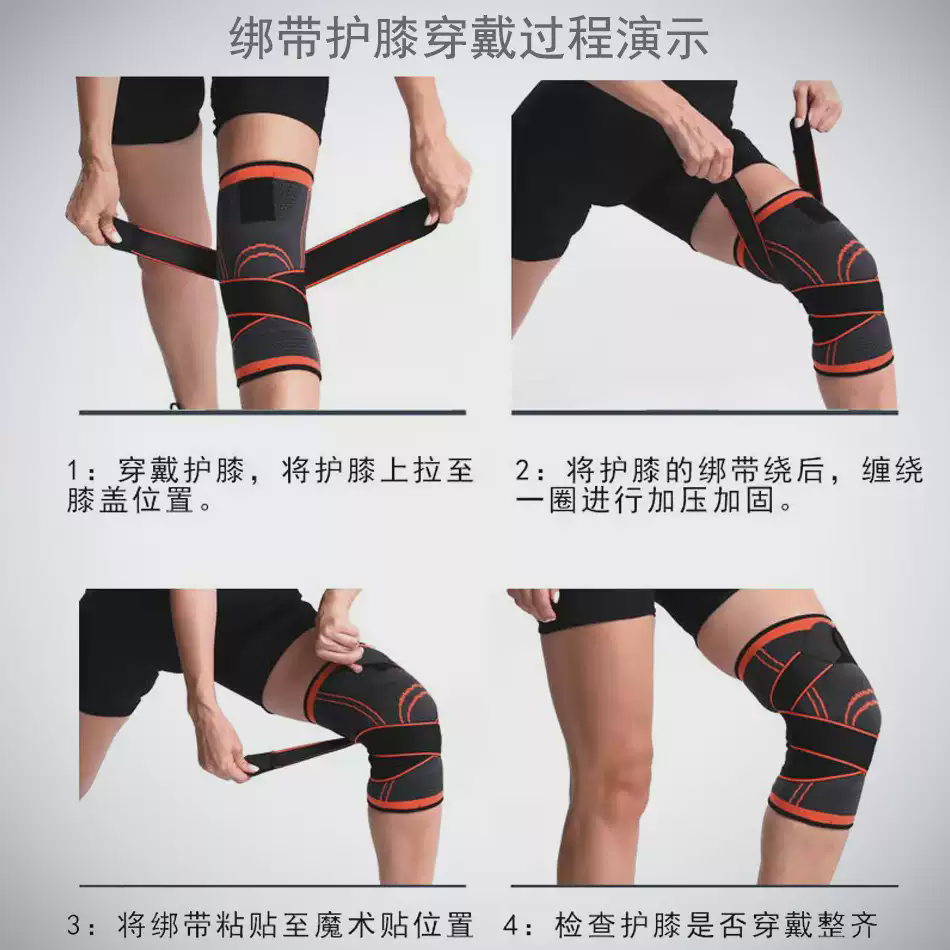 绑带护膝穿戴过程演示
1：穿戴护膝，将护膝上拉至
膝盖位置。
2：将护膝的绑带绕后，缠绕
一圈进行加压加固。
3：将绑带粘贴至魔术贴位置
4：检查护膝是否穿戴整齐